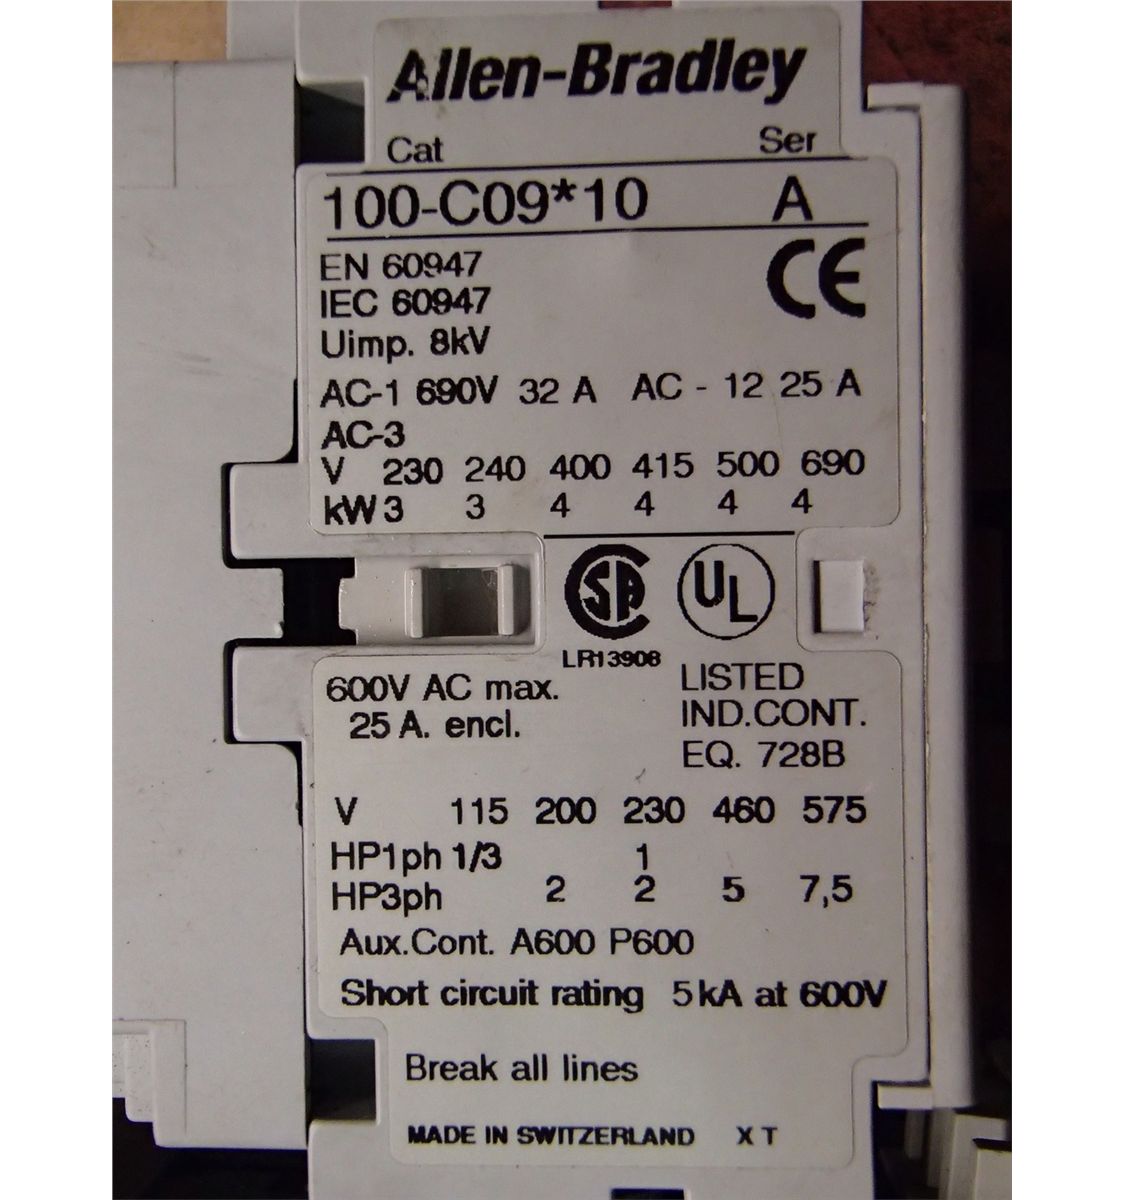 Allen-Bradley
Cat Ser
100-C09*10 A
EN 60947
IEC 60947
CE
Uimp. 8kV
AC-1 690V 32 A AC - 12 25 A
AC-3
V 230 240 400 415 500 690
kW 3 3 4 4 4 4
SA UL
LR13908
600V AC max.
25 A. encl.
LISTED
IND.CONT.
EQ. 728B
V 115 200 230 460 575
HP1ph 1/3 1
HP3ph 2 2 5 7,5
Aux.Cont. A600 P600
Short circuit rating 5 kA at 600V
Break all lines
MADE IN SWITZERLAND X T